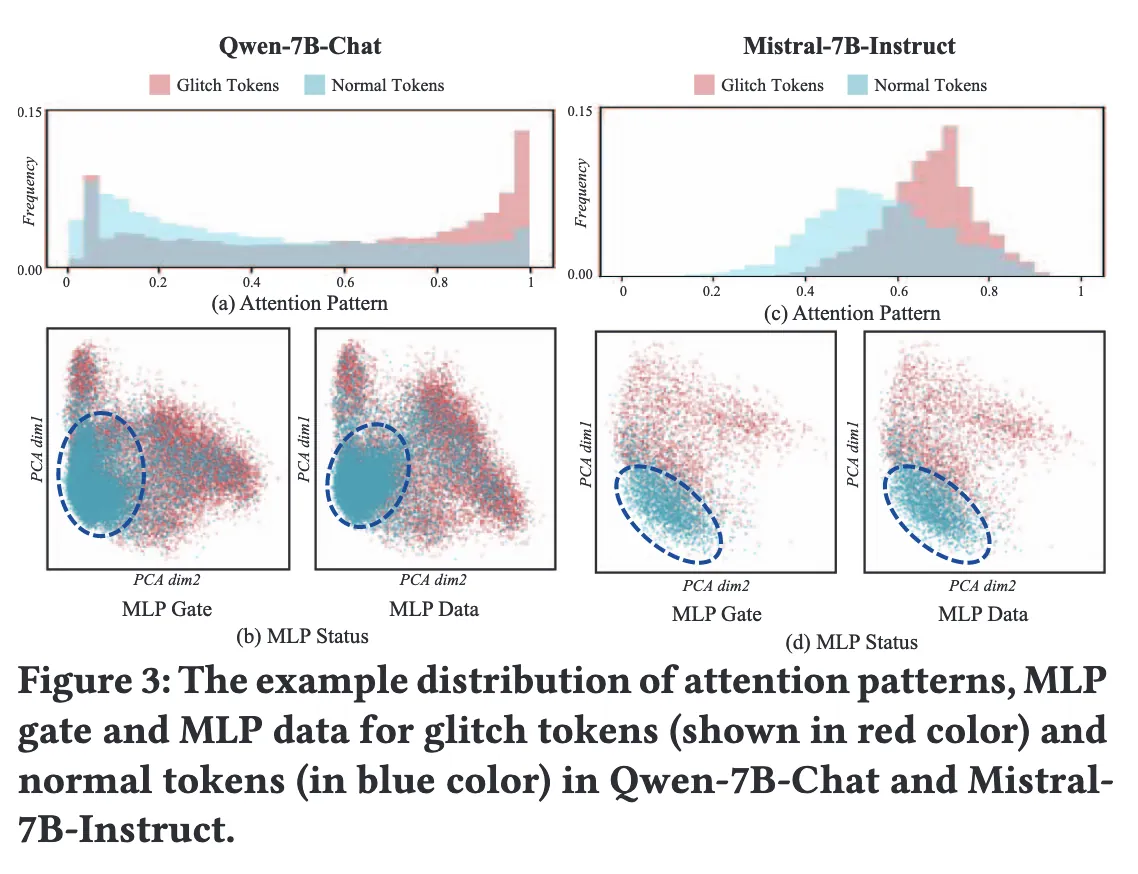 Qwen-7B-Chat
Glitch Tokens Normal Tokens
0.15
Frequency
0.00
0 0.2 0.4 0.6 0.8 1
(a) Attention Pattern
PCA dim1
PCA dim2
MLP Gate
PCA dim1
PCA dim2
MLP Data
(b) MLP Status
Mistral-7B-Instruct
Glitch Tokens Normal Tokens
0.15
Frequency
0.00
0 0.2 0.4 0.6 0.8 1
(c) Attention Pattern
PCA dim1
PCA dim2
MLP Gate
PCA dim1
PCA dim2
MLP Data
(d) MLP Status
Figure 3: The example distribution of attention patterns, MLP
gate and MLP data for glitch tokens (shown in red color) and
normal tokens (in blue color) in Qwen-7B-Chat and Mistral-
7B-Instruct.